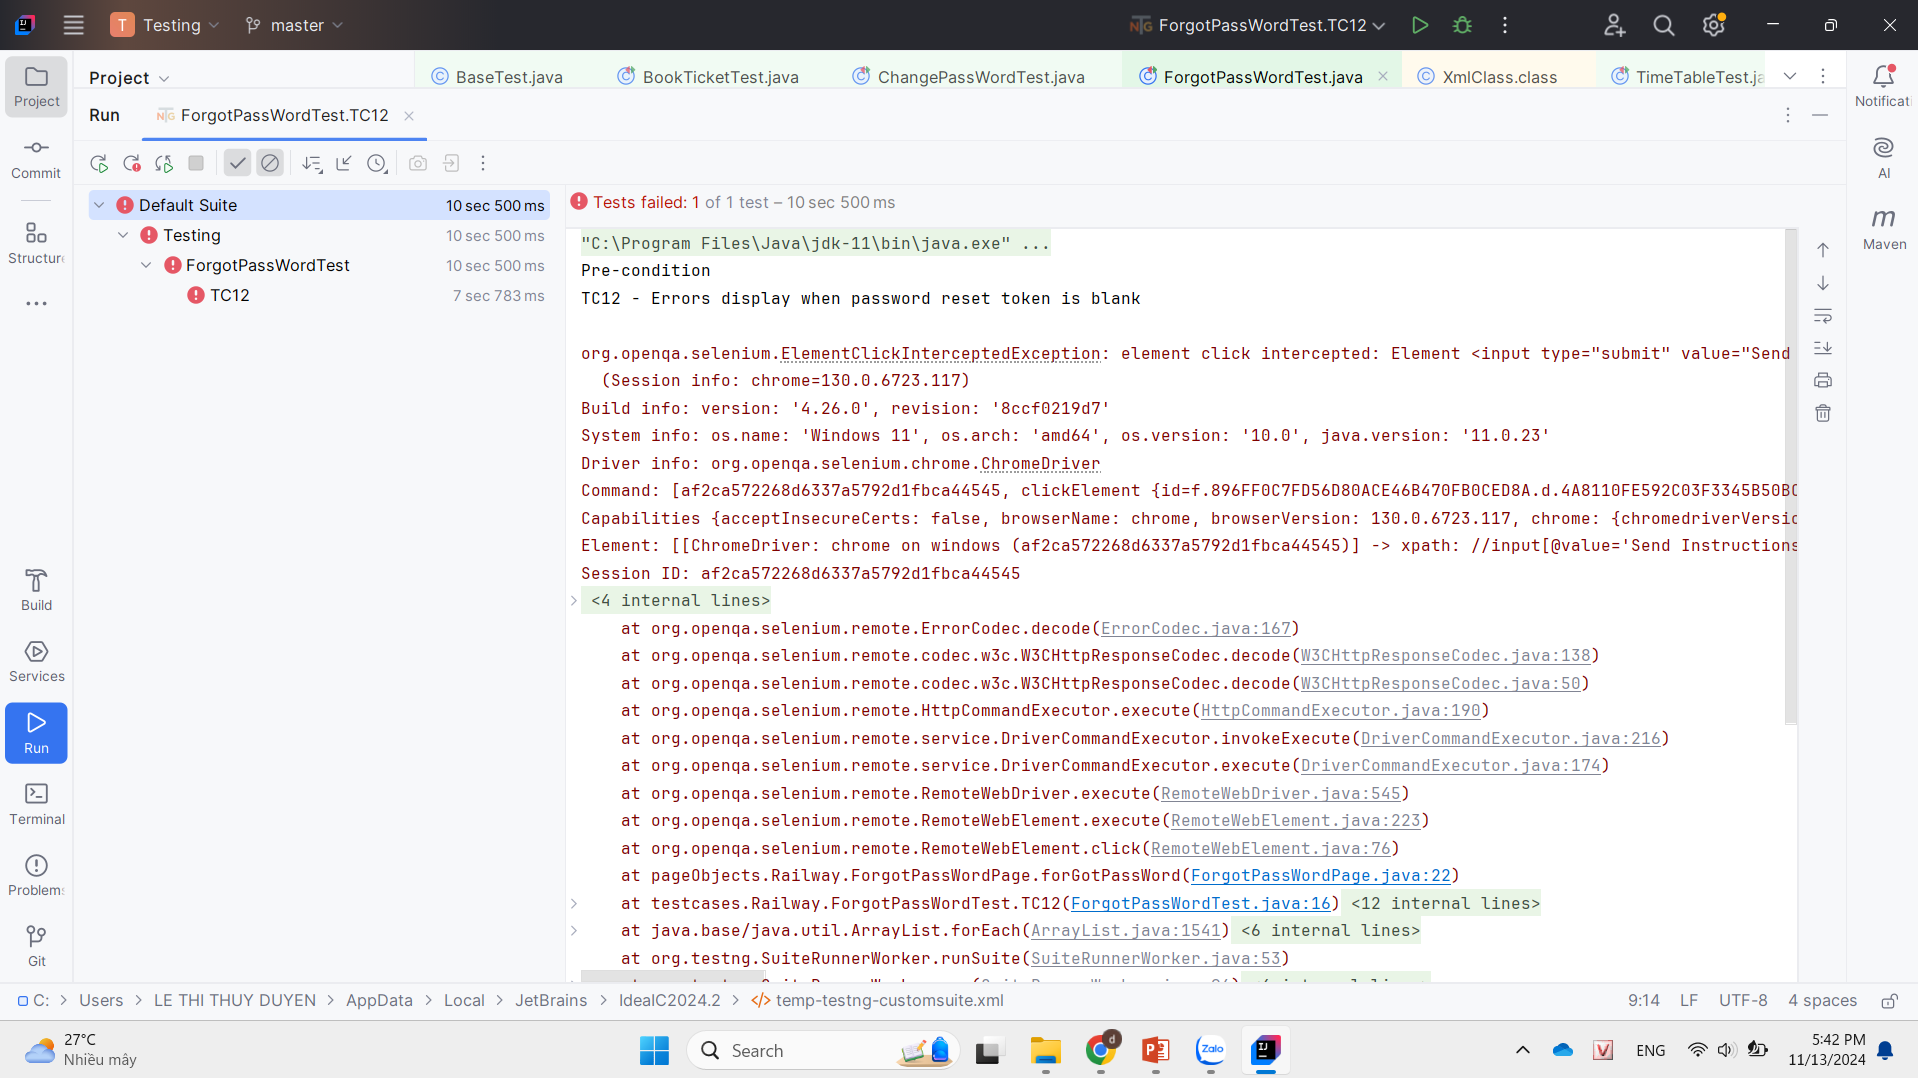 T Testing master ForgotPassWordTest.TC12
Project BaseTest.java BookTicketTest.java ChangePassWordTest.java ForgotPassWordTest.java XmlClass.class TimeTableTest.ja
Project
Run ForgotPassWordTest.TC12
Commit
Structure
Build
Services
Run
Terminal
Problems
Git
Notificati
AI
Maven
Default Suite 10 sec 500 ms
Testing 10 sec 500 ms
ForgotPassWordTest 10 sec 500 ms
TC12 7 sec 783 ms
Tests failed: 1 of 1 test – 10 sec 500 ms
"C:\Program Files\Java\jdk-11\bin\java.exe" ...
Pre-condition
TC12 - Errors display when password reset token is blank
org.openqa.selenium.ElementClickInterceptedException: element click intercepted: Element <input type="submit" value="Send
(Session info: chrome=130.0.6723.117)
Build info: version: '4.26.0', revision: '8ccf0219d7'
System info: os.name: 'Windows 11', os.arch: 'amd64', os.version: '10.0', java.version: '11.0.23'
Driver info: org.openqa.selenium.chrome.ChromeDriver
Command: [af2ca572268d6337a5792d1fbca44545, clickElement {id=f.896FF0C7FD56D80ACE46B470FB0CED8A.d.4A8110FE592C03F3345B50BC
Capabilities {acceptInsecureCerts: false, browserName: chrome, browserVersion: 130.0.6723.117, chrome: {chromedriverVersio
Element: [[ChromeDriver: chrome on windows (af2ca572268d6337a5792d1fbca44545)] -> xpath: //input[@value='Send Instructions
Session ID: af2ca572268d6337a5792d1fbca44545
<4 internal lines>
at org.openqa.selenium.remote.ErrorCodec.decode(ErrorCodec.java:167)
at org.openqa.selenium.remote.codec.w3c.W3CHttpResponseCodec.decode(W3CHttpResponseCodec.java:138)
at org.openqa.selenium.remote.codec.w3c.W3CHttpResponseCodec.decode(W3CHttpResponseCodec.java:50)
at org.openqa.selenium.remote.HttpCommandExecutor.execute(HttpCommandExecutor.java:190)
at org.openqa.selenium.remote.service.DriverCommandExecutor.invokeExecute(DriverCommandExecutor.java:216)
at org.openqa.selenium.remote.service.DriverCommandExecutor.execute(DriverCommandExecutor.java:174)
at org.openqa.selenium.remote.RemoteWebDriver.execute(RemoteWebDriver.java:545)
at org.openqa.selenium.remote.RemoteWebElement.execute(RemoteWebElement.java:223)
at org.openqa.selenium.remote.RemoteWebElement.click(RemoteWebElement.java:76)
at pageObjects.Railway.ForgotPassWordPage.forGotPassWord(ForgotPassWordPage.java:22)
at testcases.Railway.ForgotPassWordTest.TC12(ForgotPassWordTest.java:16) <12 internal lines>
at java.base/java.util.ArrayList.forEach(ArrayList.java:1541) <6 internal lines>
at org.testng.SuiteRunnerWorker.runSuite(SuiteRunnerWorker.java:53)
C: > Users > LE THI THUY DUYEN > AppData > Local > JetBrains > IdeaIC2024.2 > temp-testng-customsuite.xml 9:14 LF UTF-8 4 spaces
27°C
Nhiều mây
Search
Zalo
ENG
5:42 PM
11/13/2024